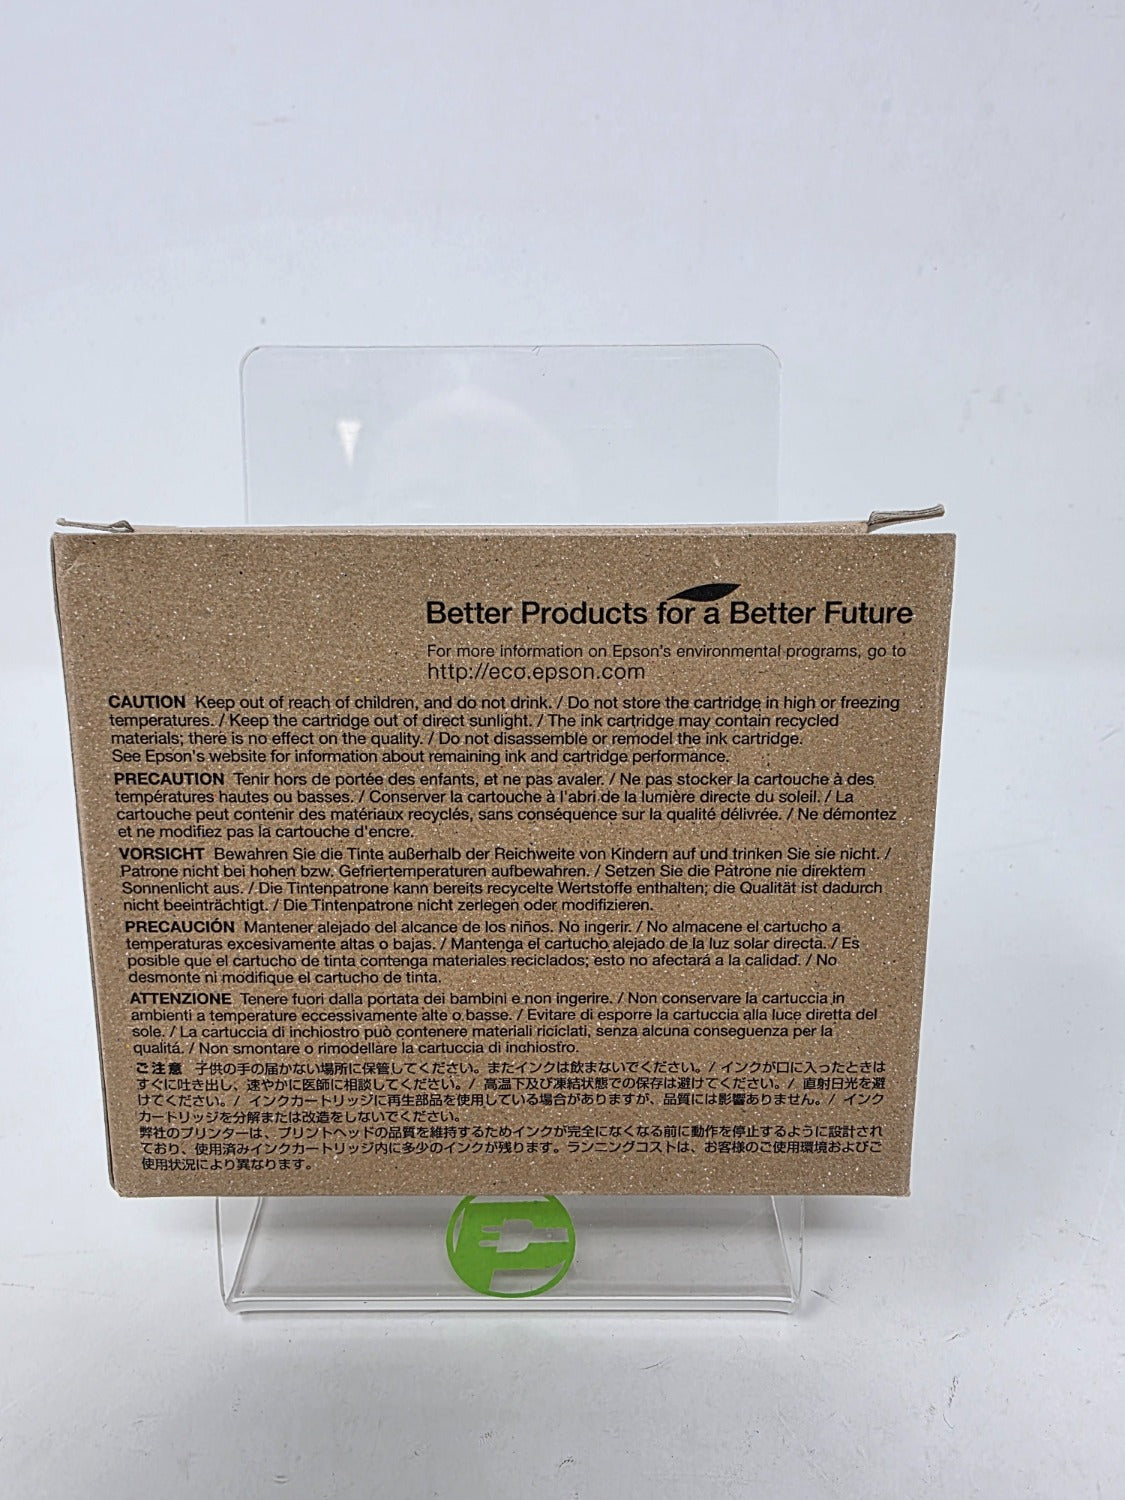 Better Products for a Better Future
For more information on Epson's environmental programs, go to
http://eco.epson.com
CAUTION Keep out of reach of children, and do not drink. / Do not store the cartridge in high or freezing
temperatures. / Keep the cartridge out of direct sunlight. / The ink cartridge may contain recycled
materials; there is no effect on the quality. / Do not disassemble or remodel the ink cartridge.
See Epson's website for information about remaining ink and cartridge performance.
PRECAUTION Tenir hors de portée des enfants, et ne pas avaler. / Ne pas stocker la cartouche à des
températures hautes ou basses. / Conserver la cartouche à l'abri de la lumière directe du soleil. / La
cartouche peut contenir des matériaux recyclés, sans conséquence sur la qualité délivrée. / Ne démontez
et ne modifiez pas la cartouche d'encre.
VORSICHT Bewahren Sie die Tinte außerhalb der Reichweite von Kindern auf und trinken Sie sie nicht. /
Patrone nicht bei hohen bzw. Gefriertemperaturen aufbewahren. / Setzen Sie die Patrone nie direktem
Sonnenlicht aus. / Die Tintenpatrone kann bereits recycelte Wertstoffe enthalten; die Qualität ist dadurch
nicht beeinträchtigt. / Die Tintenpatrone nicht zerlegen oder modifizieren.
PRECAUCIÓN Mantener alejado del alcance de los niños. No ingerir. / No almacene el cartucho a
temperaturas excesivamente altas o bajas. / Mantenga el cartucho alejado de la luz solar directa. / Es
posible que el cartucho de tinta contenga materiales reciclados; esto no afectará a la calidad. / No
desmonte ni modifique el cartucho de tinta.
ATTENZIONE Tenere fuori dalla portata dei bambini e non ingerire. / Non conservare la cartuccia in
ambienti a temperature eccessivamente alte o basse. / Evitare di esporre la cartuccia alla luce diretta del
sole. / La cartuccia di inchiostro può contenere materiali riciclati, senza alcuna conseguenza per la
qualitá. / Non smontare o rimodellare la cartuccia di inchiostro.
ご注意 子供の手の届かない場所に保管してください。またインクは飲まないでください。/ インクが口に入ったときは
すぐに吐き出し、速やかに医師に相談してください。/ 高温下及び凍結状態での保存は避けてください。/ 直射日光を避
けてください。/ インクカートリッジに再生部品を使用している場合がありますが、品質には影響ありません。/ インク
カートリッジを分解または改造をしないでください。
弊社のプリンターは、プリントヘッドの品質を維持するためインクが完全になくなる前に動作を停止するように設計され
ており、使用済みインクカートリッジ内に多少のインクが残ります。ランニングコストは、お客様のご使用環境およびご
使用状況により異なります。